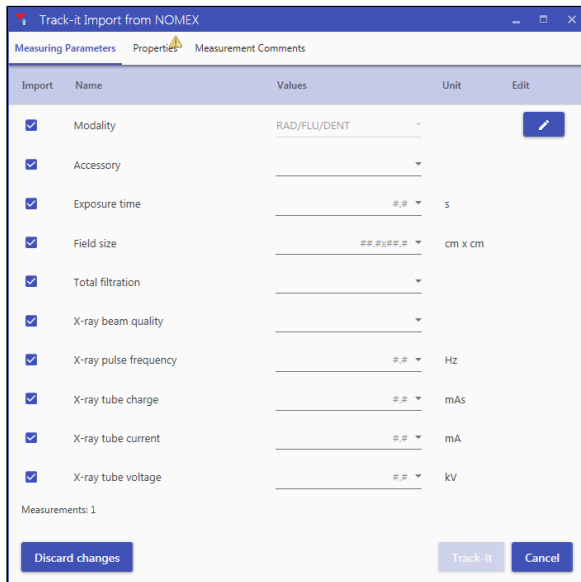 Track-it Import from NOMEX
Measuring Parameters Properties Measurement Comments
Import Name Values Unit Edit
Modality RAD/FLU/DENT
Accessory
Exposure time #.# s
Field size ##.#x##.# cm x cm
Total filtration
X-ray beam quality
X-ray pulse frequency #.# Hz
X-ray tube charge #.# mAs
X-ray tube current #.# mA
X-ray tube voltage #.# kV
Measurements: 1
Discard changes Track-it Cancel